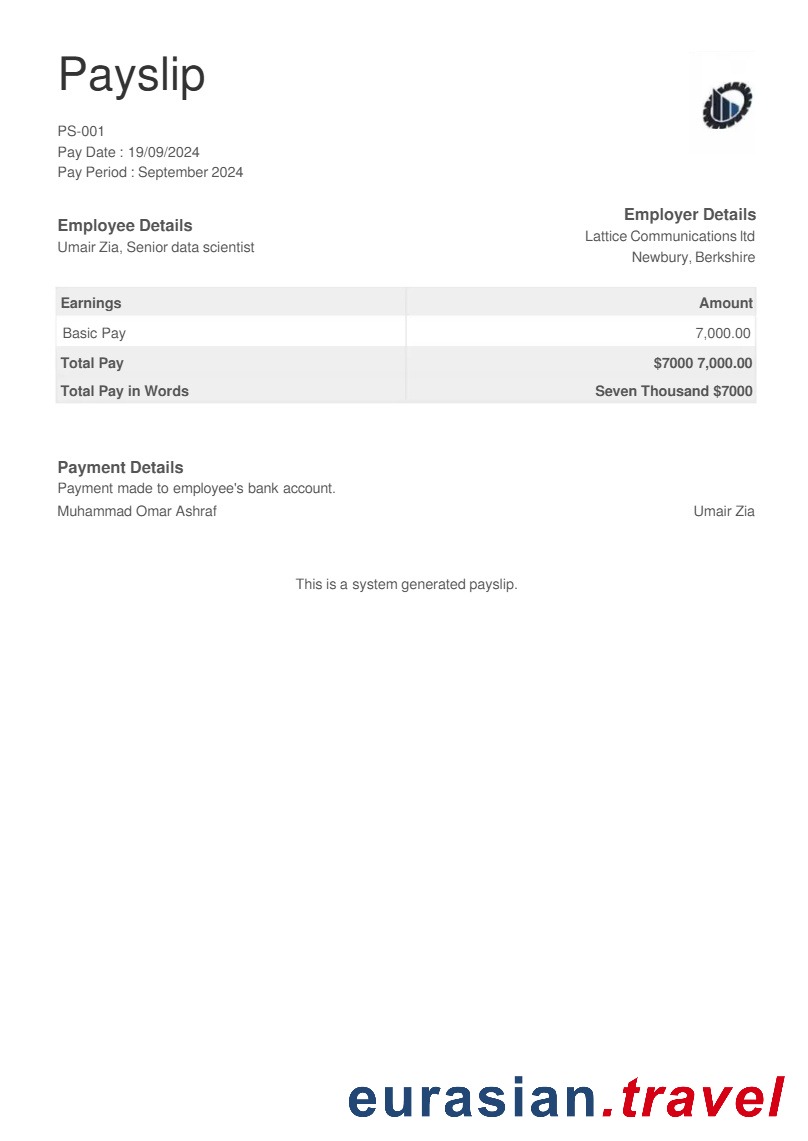 Payslip
PS-001
Pay Date : 19/09/2024
Pay Period : September 2024
Employee Details
Umair Zia, Senior data scientist
Employer Details
Lattice Communications ltd
Newbury, Berkshire
Earnings Amount
Basic Pay 7,000.00
Total Pay $7000 7,000.00
Total Pay in Words Seven Thousand $7000
Payment Details
Payment made to employee's bank account.
Muhammad Omar Ashraf Umair Zia
This is a system generated payslip.
eurasian.travel